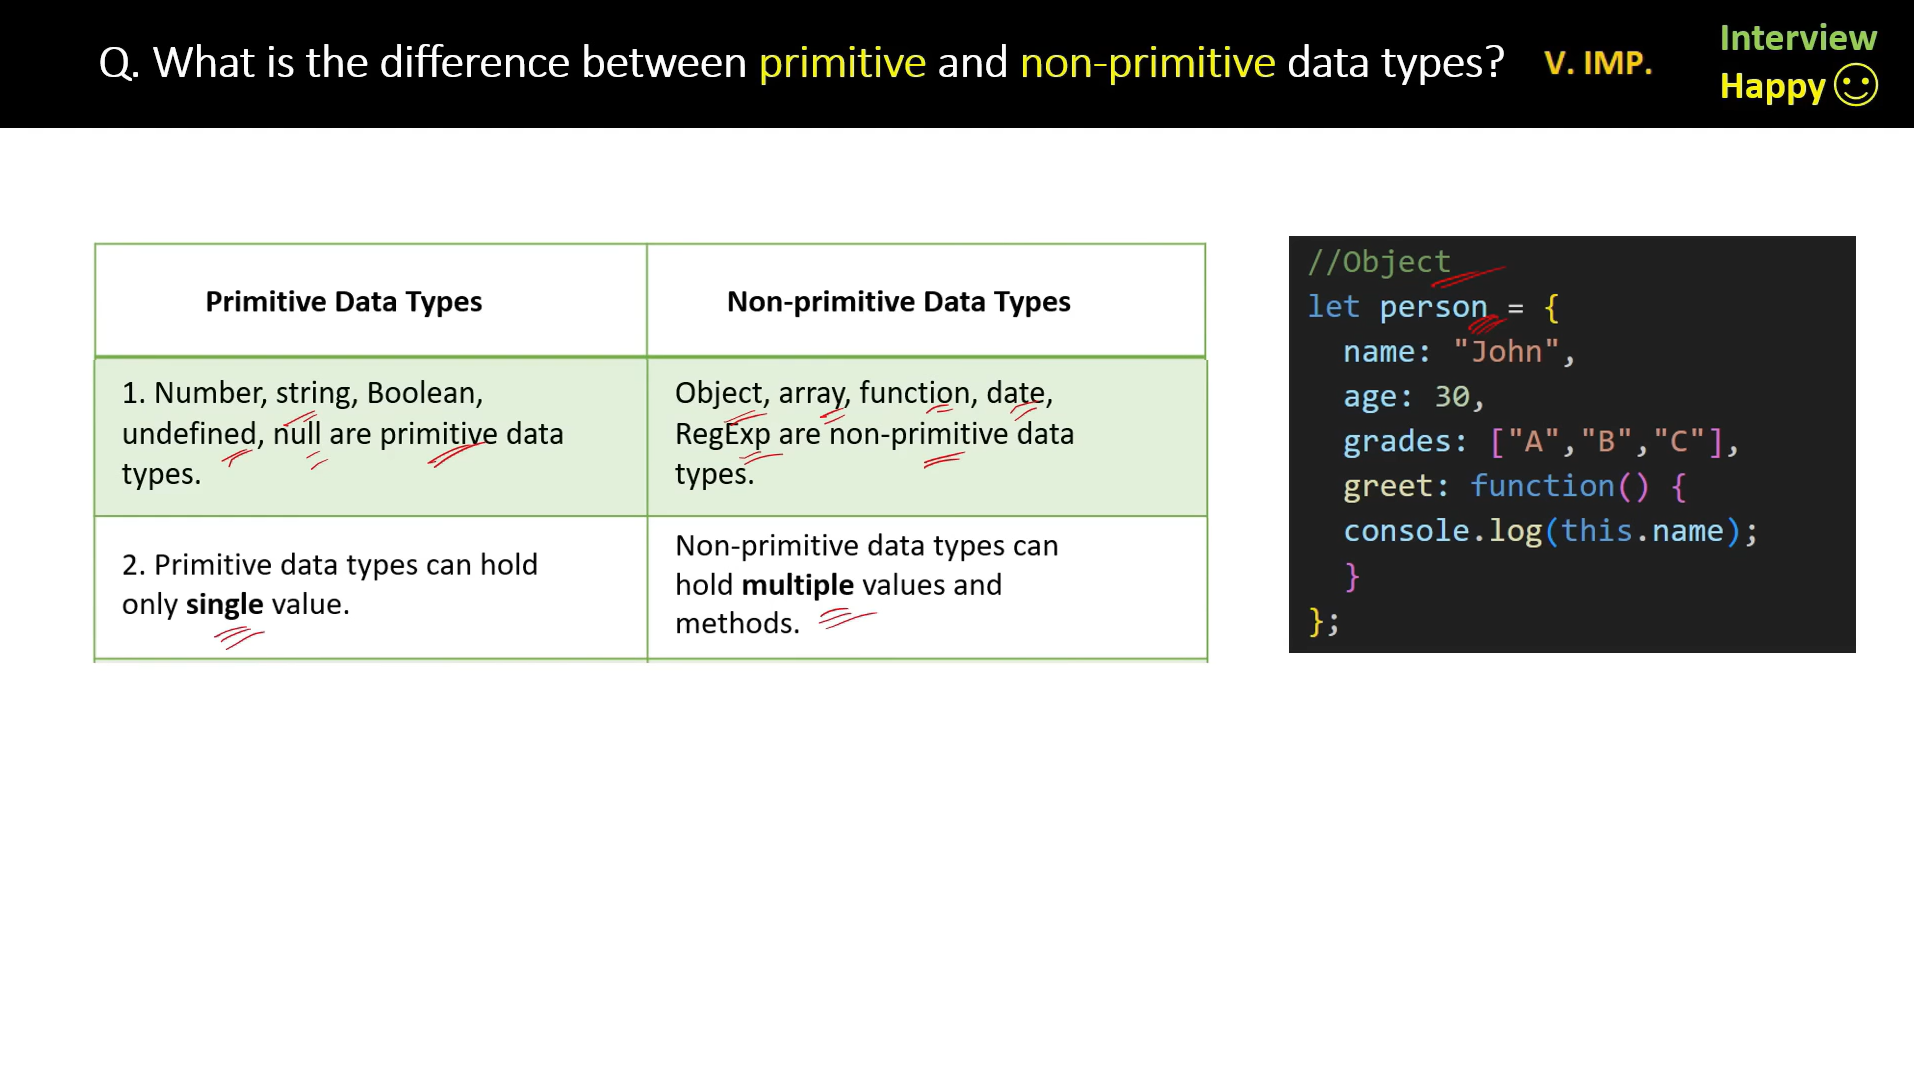 Q. What is the difference between primitive and non-primitive data types? V. IMP.
Interview
Happy
Primitive Data Types
Non-primitive Data Types
1. Number, string, Boolean,
undefined, null are primitive data
types.
Object, array, function, date,
RegExp are non-primitive data
types.
2. Primitive data types can hold
only single value.
Non-primitive data types can
hold multiple values and
methods.
//Object
let person = {
name: "John",
age: 30,
grades: ["A","B","C"],
greet: function() {
console.log(this.name);
}
};